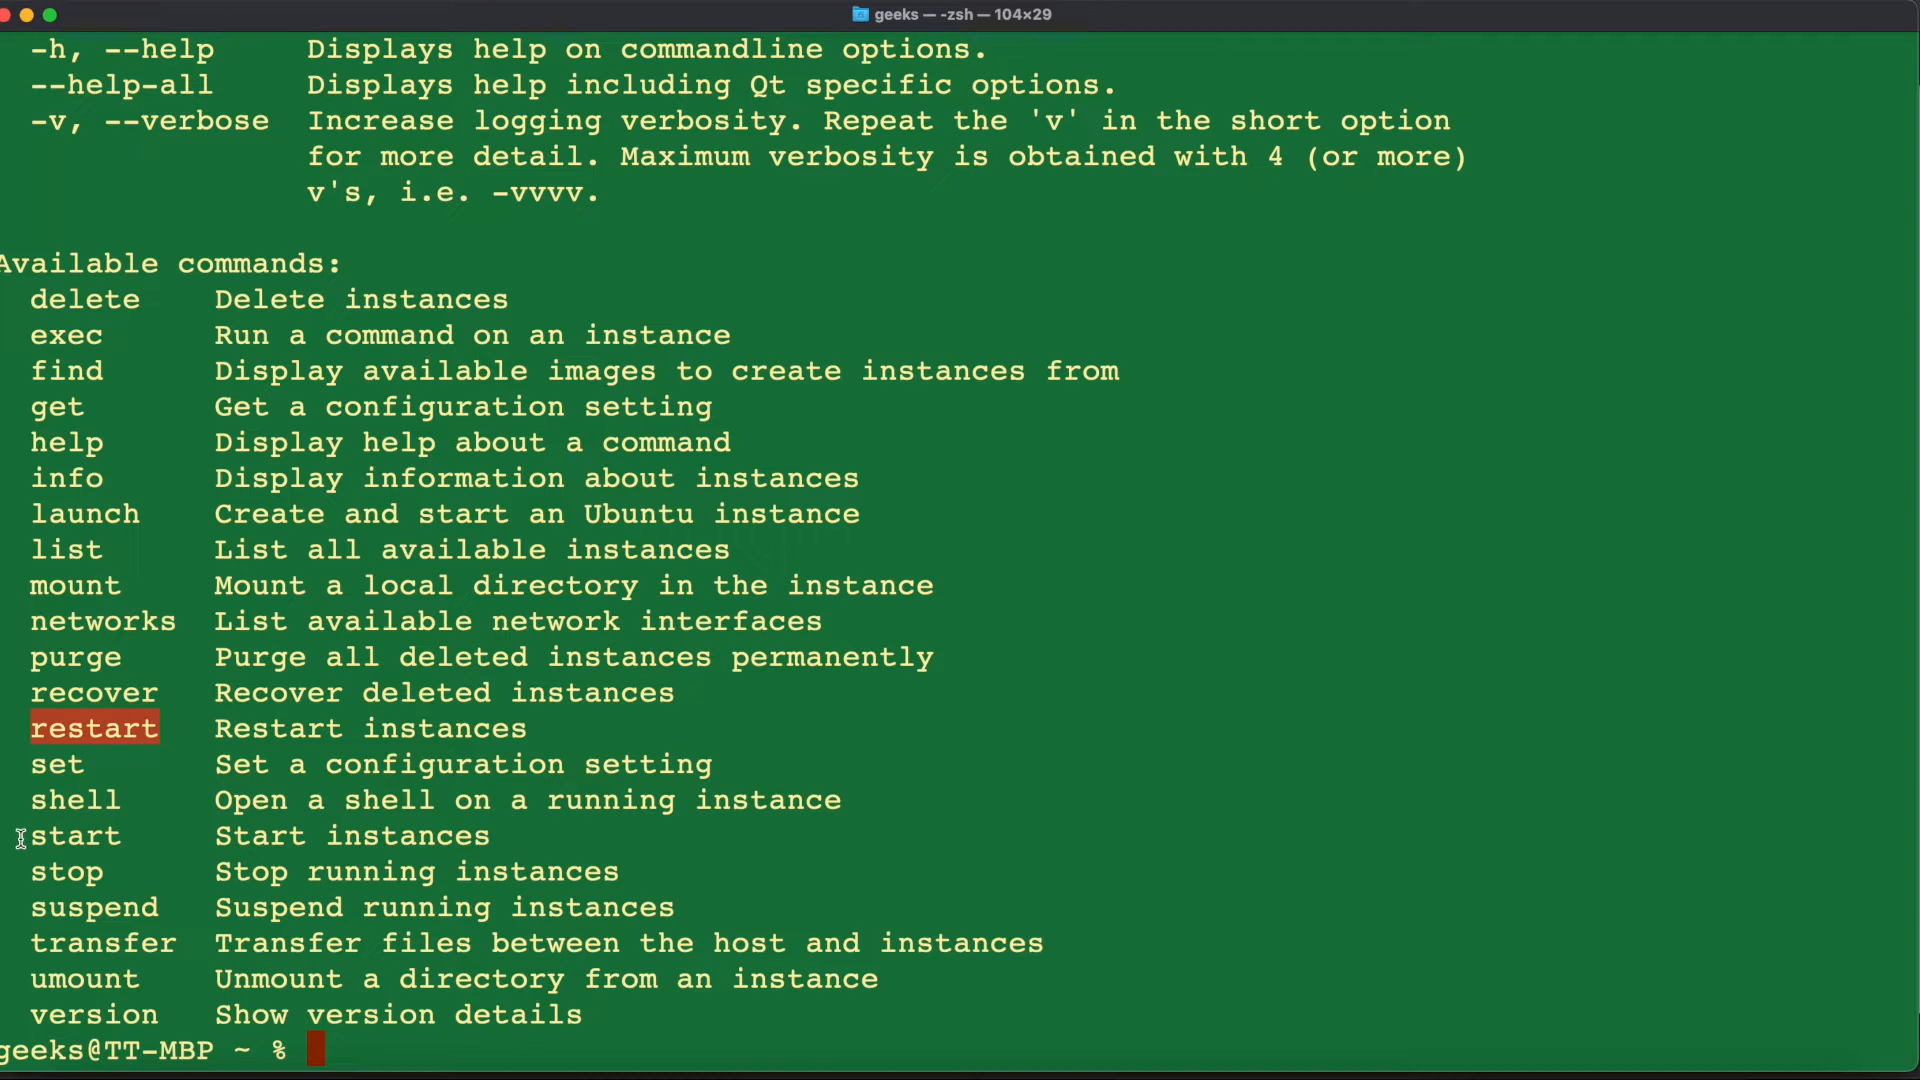 geeks — -zsh — 104×29
-h, --help     Displays help on commandline options.
--help-all     Displays help including Qt specific options.
-v, --verbose  Increase logging verbosity. Repeat the 'v' in the short option
for more detail. Maximum verbosity is obtained with 4 (or more)
v's, i.e. -vvvv.
Available commands:
delete    Delete instances
exec      Run a command on an instance
find      Display available images to create instances from
get       Get a configuration setting
help      Display help about a command
info      Display information about instances
launch    Create and start an Ubuntu instance
list      List all available instances
mount     Mount a local directory in the instance
networks  List available network interfaces
purge     Purge all deleted instances permanently
recover   Recover deleted instances
restart   Restart instances
set       Set a configuration setting
shell     Open a shell on a running instance
start     Start instances
stop      Stop running instances
suspend   Suspend running instances
transfer  Transfer files between the host and instances
umount    Unmount a directory from an instance
version   Show version details
geeks@TT-MBP ~ %